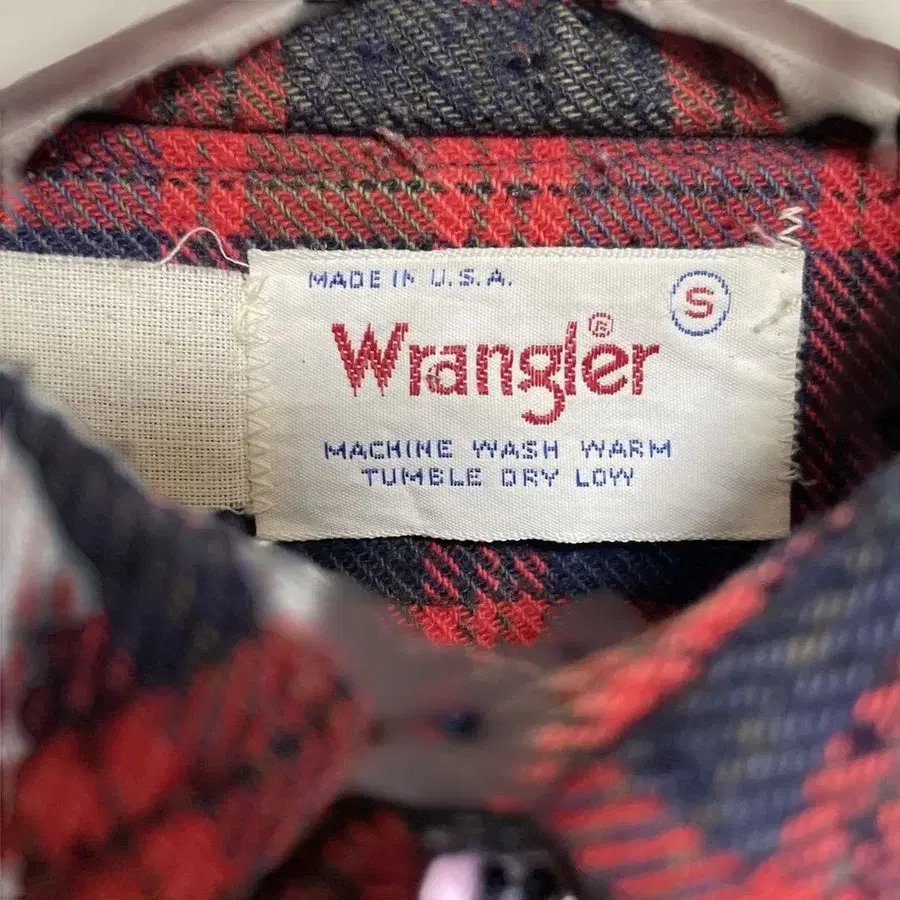 MADE IN U.S.A.
S
Wrangler®
MACHINE WASH WARM
TUMBLE DRY LOW